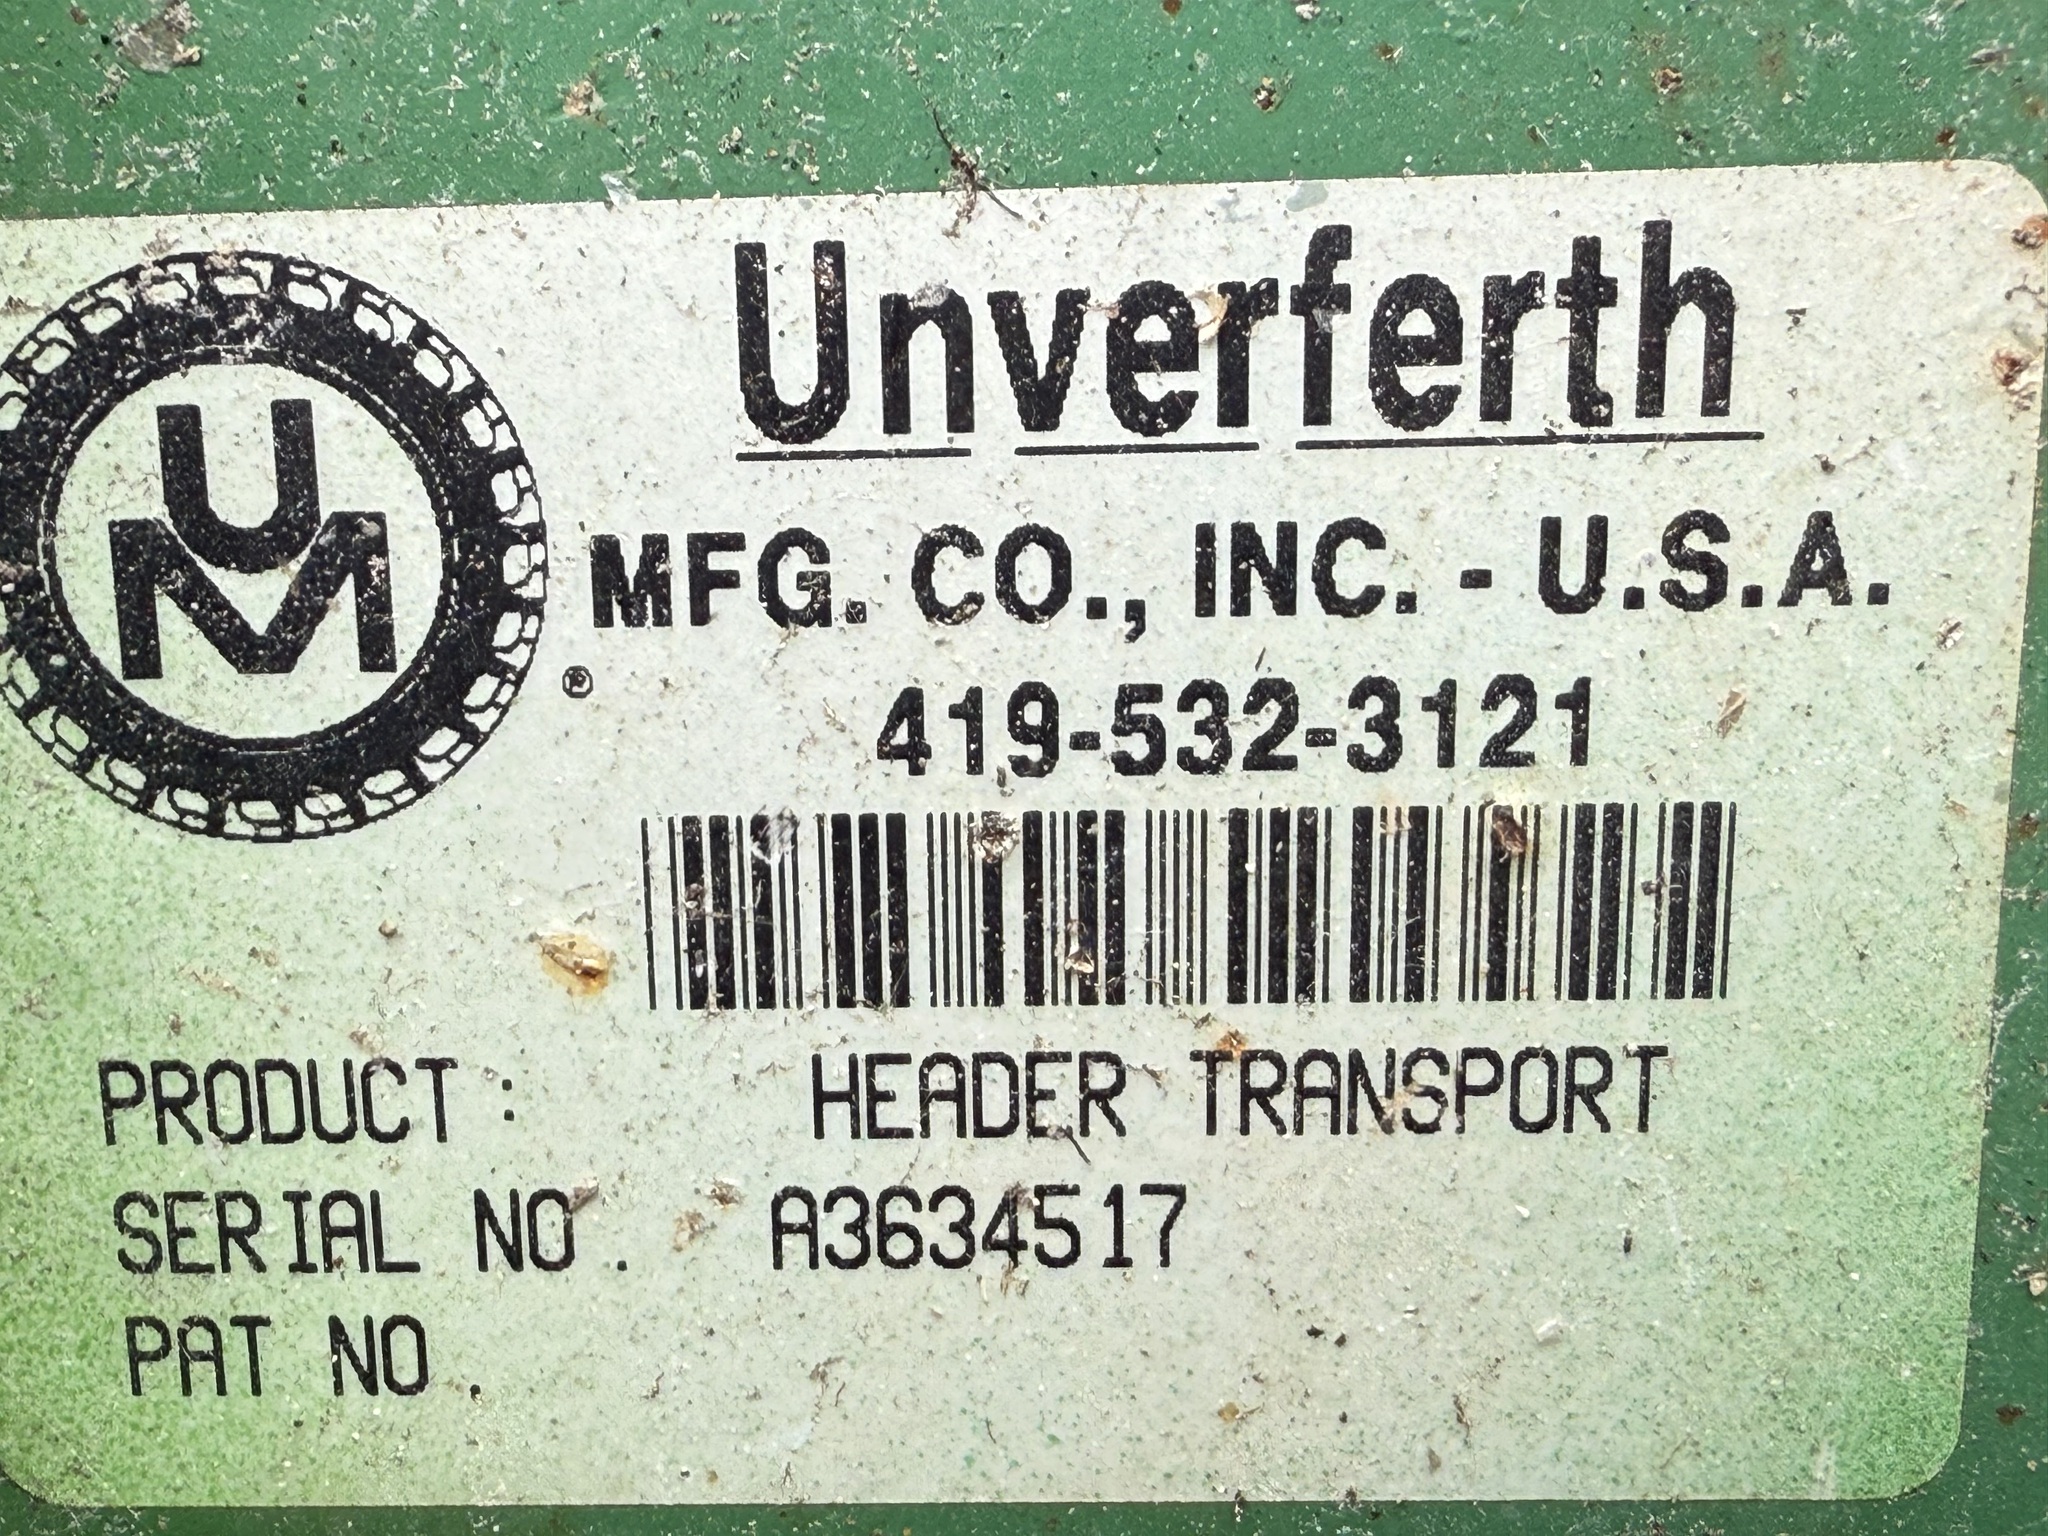 UM
®
Unverferth
MFG. CO., INC. - U.S.A.
419-532-3121
PRODUCT: HEADER TRANSPORT
SERIAL NO. A3634517
PAT NO.